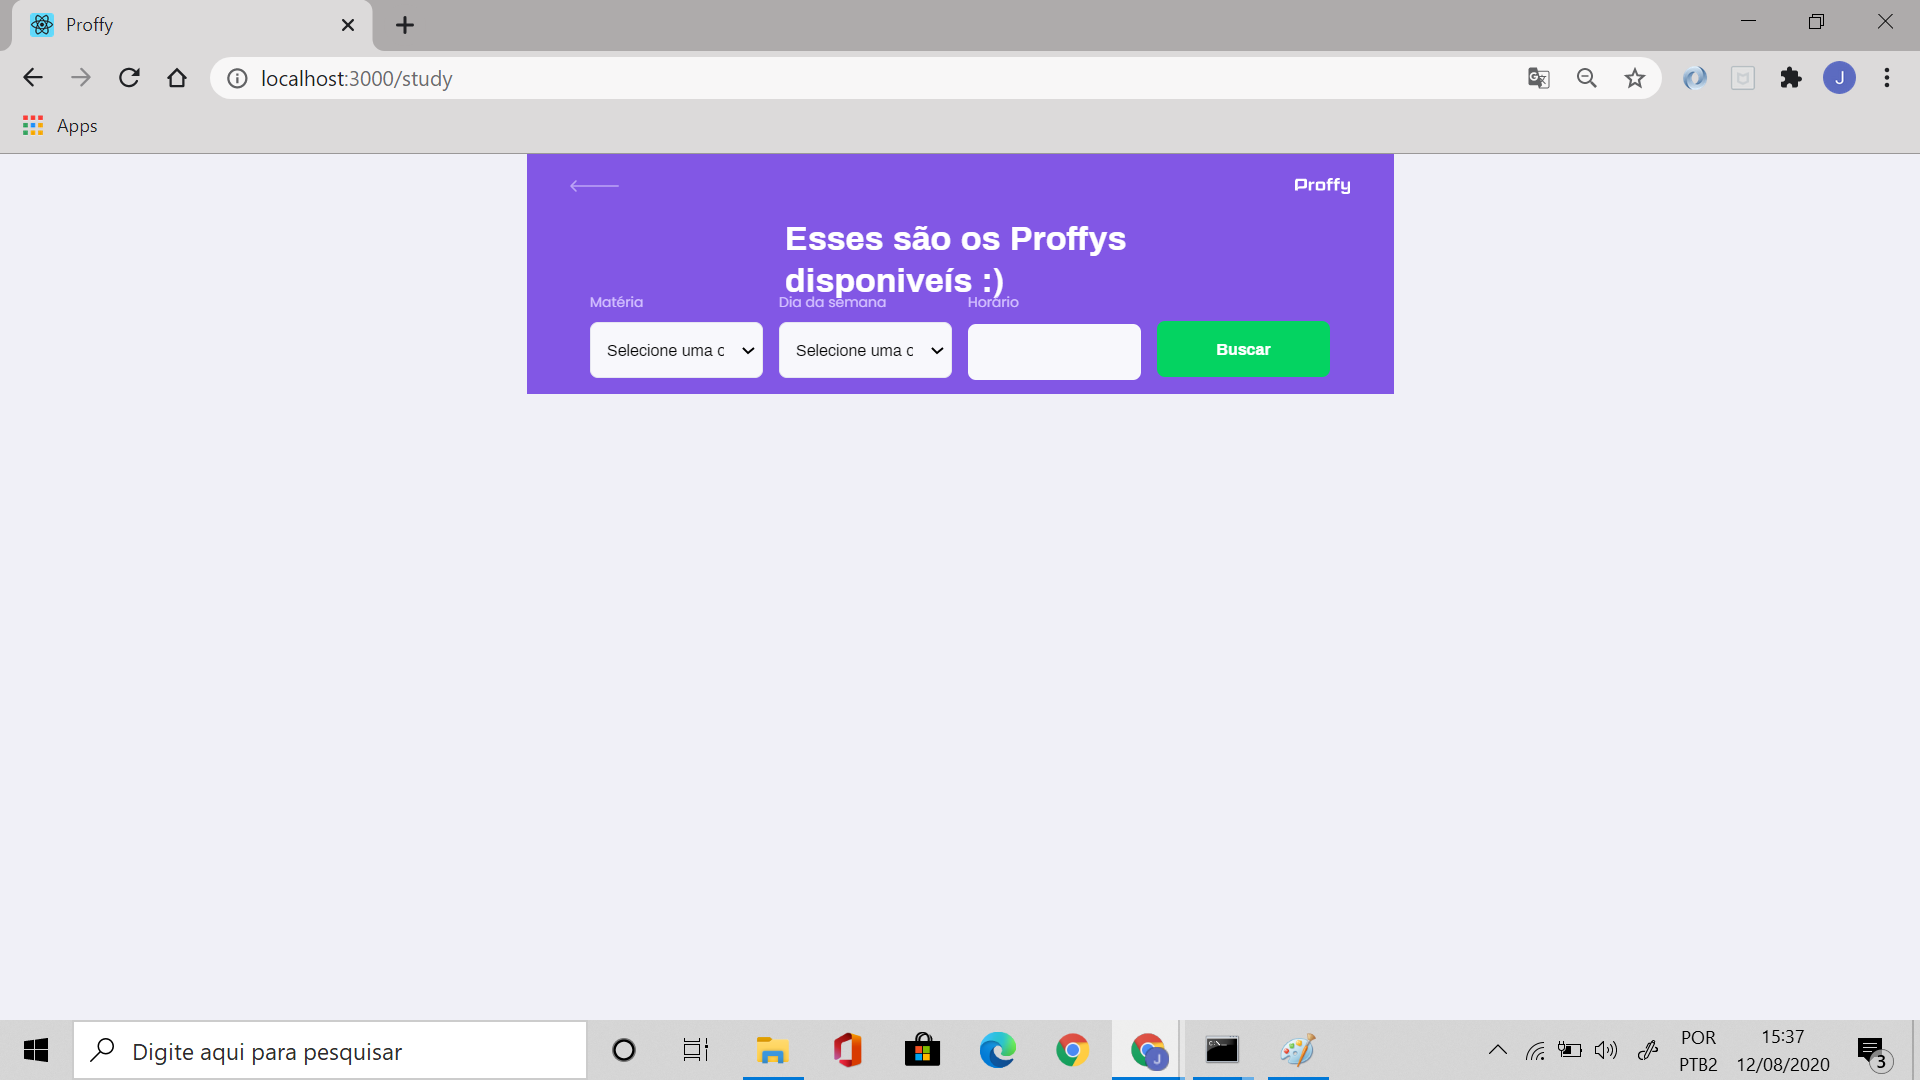 Proffy
localhost:3000/study
Apps
Proffy
Esses são os Proffys
disponiveís :)
Matéria
Dia da semana
Horário
Selecione uma c
Selecione uma c
Buscar
Digite aqui para pesquisar
POR
PTB2
15:37
12/08/2020
3
J
J